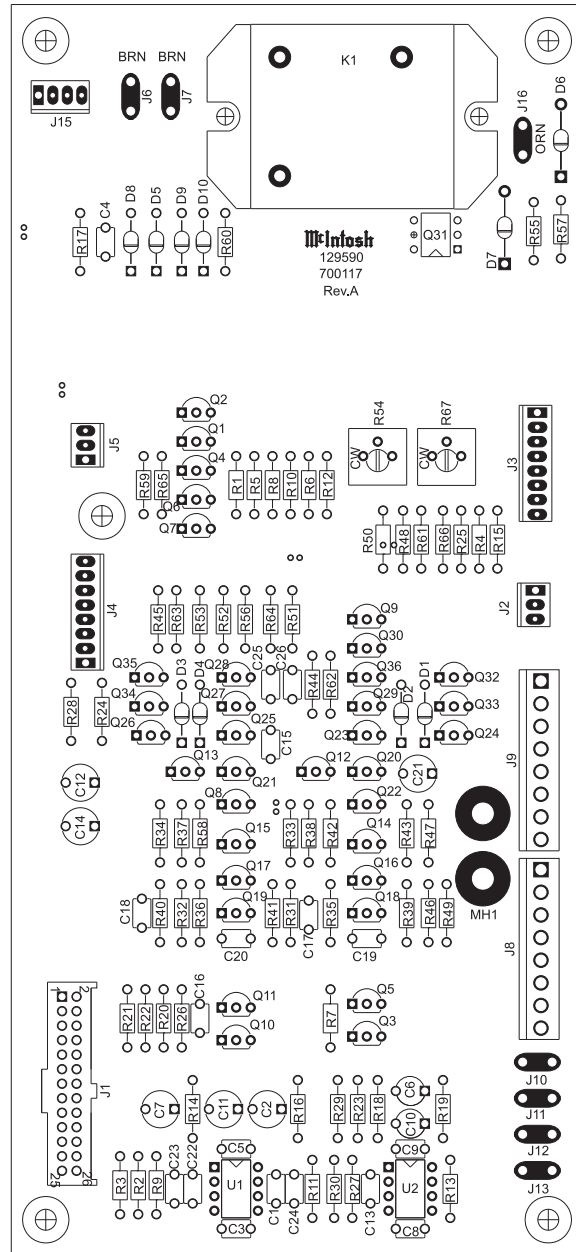 BRN BRN
J6 J7
J15
K1
J16
ORN
D6
R17 C4 D8 D5 D9 D10 R60
McIntosh
129590
700117
Rev.A
Q31
D7 R55 R57
Q2
Q1
Q4
Q6
Q7
J5
R59 R65
R1 R5 R8 R10 R6 R12
R54 R67
CW CW
J3
R50 R48 R61 R66 R25 R4 R15
J4
R45 R63 R53 R52 R56 R64 R51
J2
Q9
Q30
Q35 D3 D4 Q28 C25 C26 Q36 D1 Q32
R28 R24
Q34 Q27 R44 R62 Q29 D2 Q33
Q26 Q25 C15 Q23 Q24
J9
Q13 Q21 Q12 Q20 C21
C12
C14
Q8 Q22
R34 R37 R58 Q15 R33 R38 R42 Q14 R43 R47
Q17 Q16
MH1
C18 R40 R32 R36 Q19 R41 R31 C17 R35 Q18 R39 R46 R49
C20 C19
J8
1 2
J1
25 26
R21 R22 R20 R26 C16 Q11 R7 Q5
Q10 Q3
J10
J11
J12
J13
C7 R14 C11 C2 R16 R29 R23 R18 C6 R19
C10
R3 R2 R9 C23 C22 C5 U1 C3 C1 C24 R11 R30 R27 C13 C9 U2 C8 R13